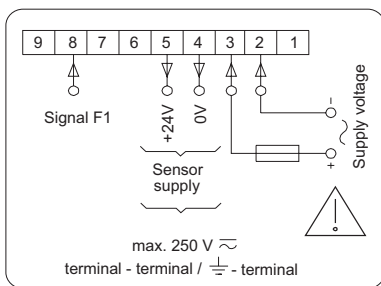 9 8 7 6 5 4 3 2 1
Signal F1
+24V
0V
Sensor
supply
–
+
Supply voltage
max. 250 V
terminal - terminal / - terminal